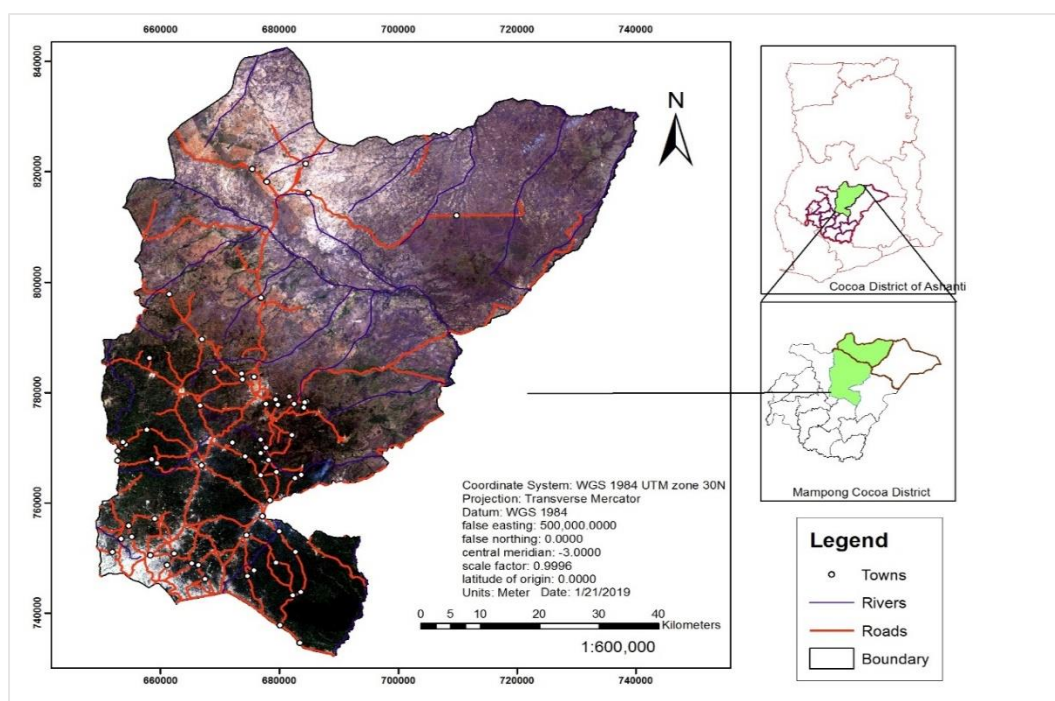 660000 680000 700000 720000 740000
840000
820000
800000
780000
760000
740000
N
Coordinate System: WGS 1984 UTM zone 30N
Projection: Transverse Mercator
Datum: WGS 1984
false easting: 500,000.0000
false northing: 0.0000
central meridian: -3.0000
scale factor: 0.9996
latitude of origin: 0.0000
Units: Meter Date: 1/21/2019
0 5 10 20 30 40
Kilometers
1:600,000
660000 680000 700000 720000 740000
Cocoa District of Ashanti
Mampong Cocoa District
Legend
Towns
Rivers
Roads
Boundary